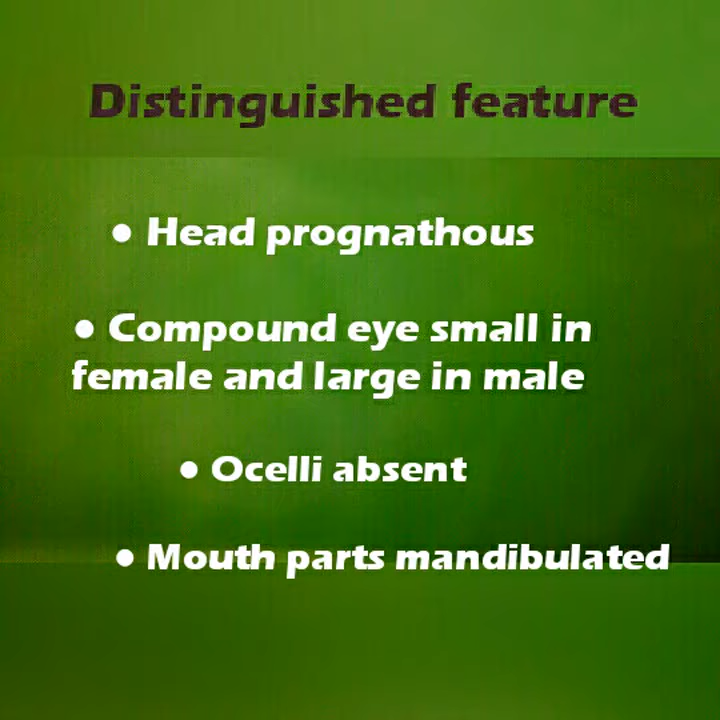 Distinguished feature
• Head prognathous
• Compound eye small in
female and large in male
• Ocelli absent
• Mouth parts mandibulated